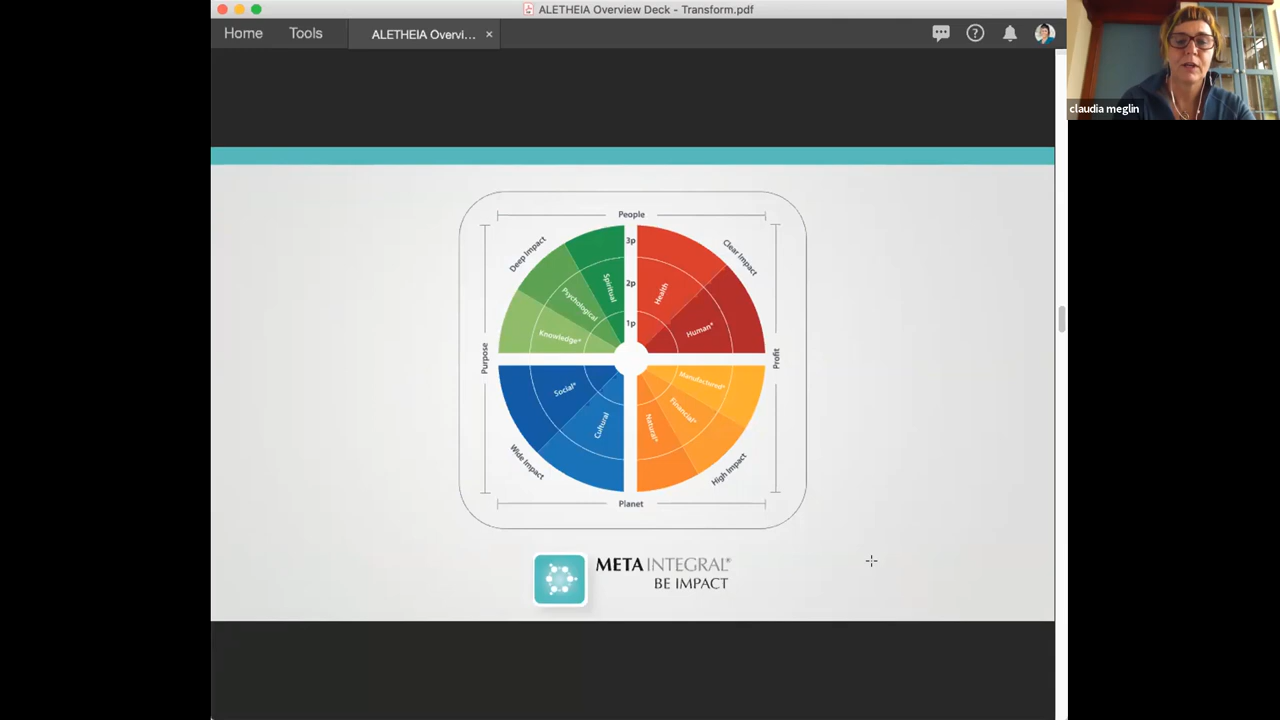 ALETHEIA Overview Deck - Transform.pdf
Home
Tools
ALETHEIA Overvi...
×
claudia meglin
People
Deep Impact
Clear Impact
3p
2p
1p
Spiritual
Psychological
Knowledge*
Health
Human*
Purpose
Profit
Social*
Cultural
Manufactured*
Financial*
Natural*
Wide Impact
High Impact
Planet
METAINTEGRAL®
BE IMPACT